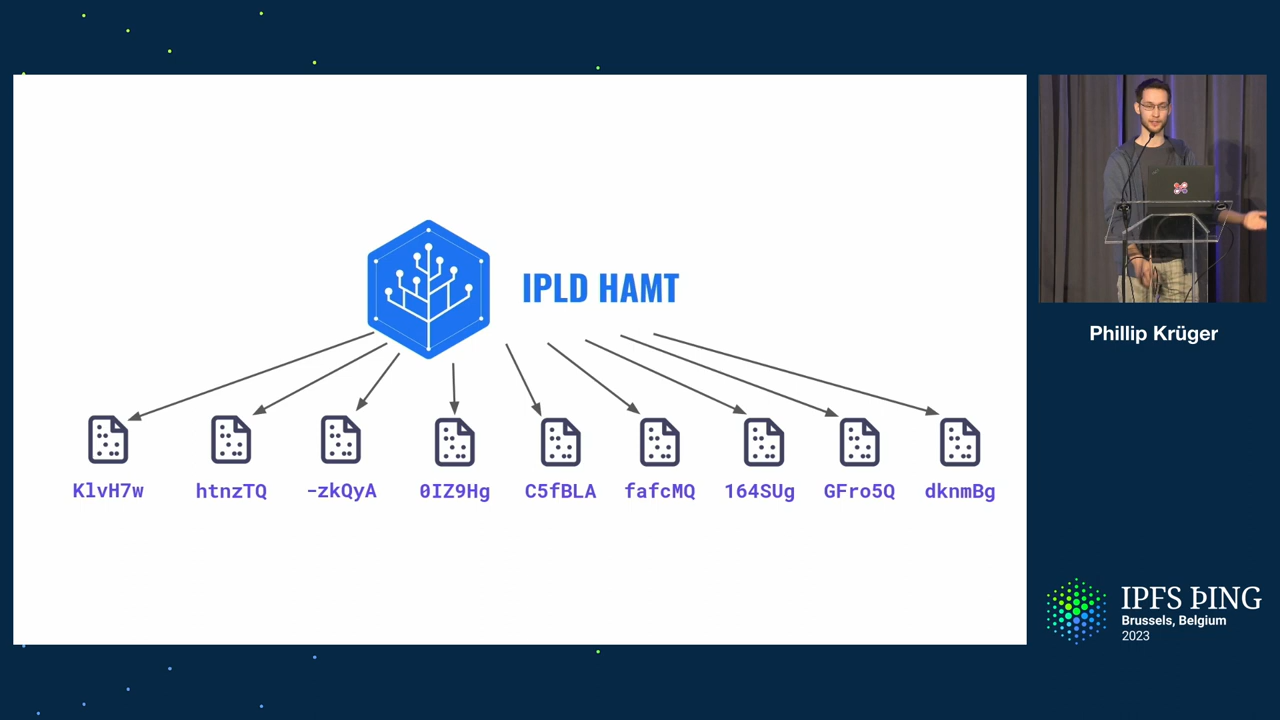 IPLD HAMT
KlvH7w htnzTQ -zkQyA 0IZ9Hg C5fBLA fafcMQ 164SUg GFro5Q dknmBg
Phillip Krüger
IPFS ÞING
Brussels, Belgium
2023